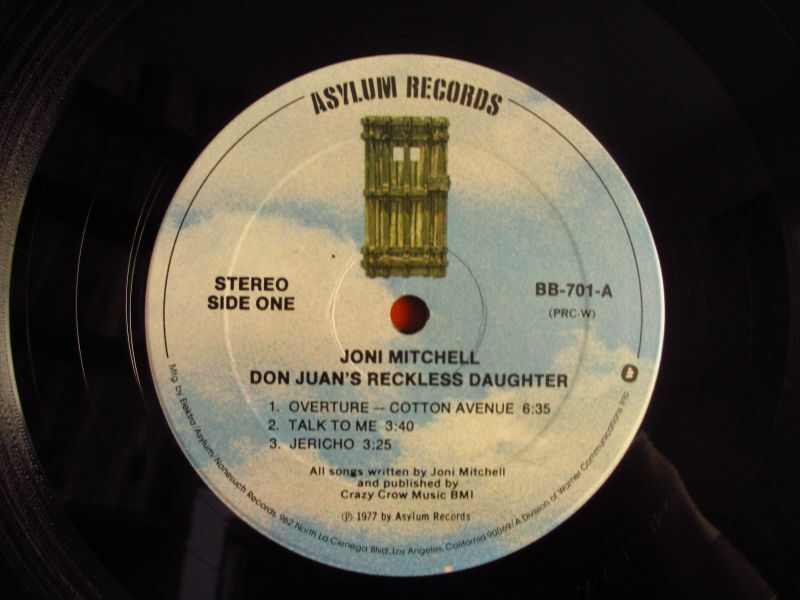 ASYLUM RECORDS
STEREO
SIDE ONE
BB-701-A
(PRC-W)
JONI MITCHELL
DON JUAN'S RECKLESS DAUGHTER
1. OVERTURE — COTTON AVENUE 6:35
2. TALK TO ME 3:40
3. JERICHO 3:25
All songs written by Joni Mitchell
and published by
Crazy Crow Music BMI
℗ 1977 by Asylum Records
Mfg. by Elektra/Asylum/Nonesuch Records, 962 North La Cienega Blvd., Los Angeles, California 90069/A Division of Warner Communications Inc.